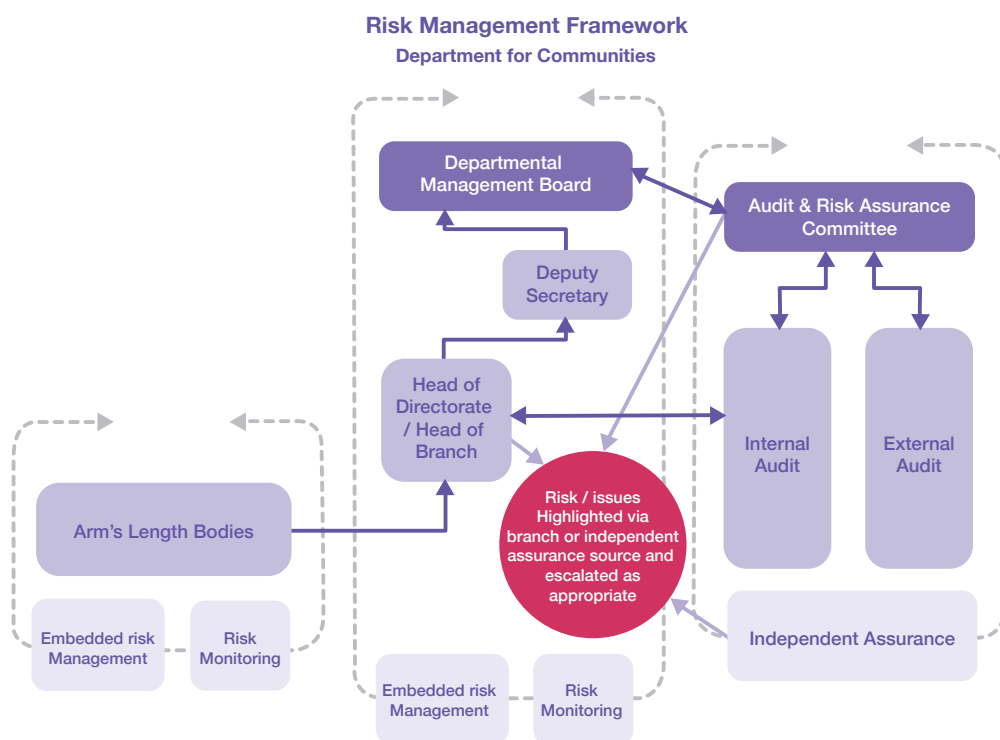 Risk Management Framework
Department for Communities
Departmental
Management Board
Audit & Risk Assurance
Committee
Deputy
Secretary
Head of
Directorate
/ Head of
Branch
Internal
Audit
External
Audit
Arm's Length Bodies
Risk / issues
Highlighted via
branch or independent
assurance source and
escalated as
appropriate
Embedded risk
Management
Risk
Monitoring
Independent Assurance
Embedded risk
Management
Risk
Monitoring